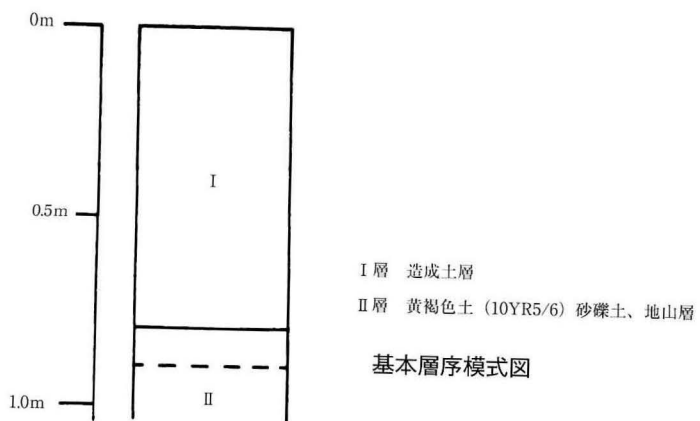 0m
I
0.5m
I層 造成土層
II層 黄褐色土 (10YR5/6) 砂礫土、地山層
基本層序模式図
II
1.0m